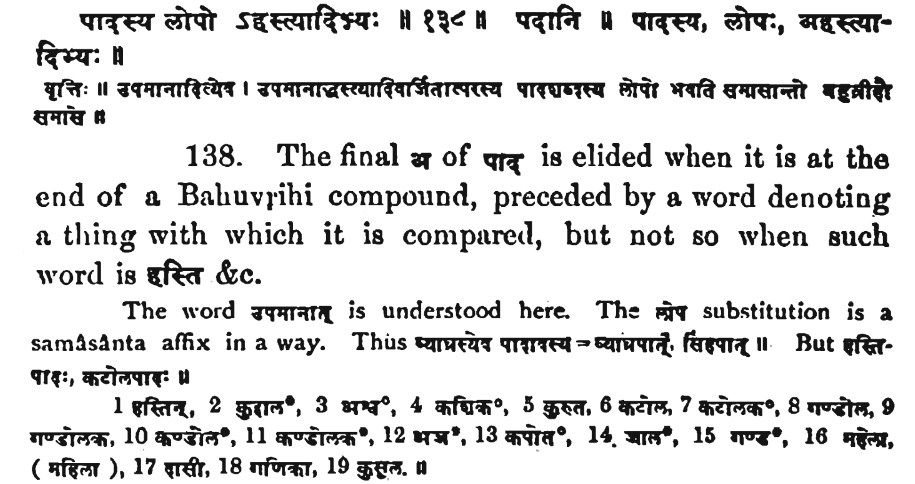 पादस्य लोपो ऽहस्त्यादिभ्यः ॥ १३८ ॥ पदानि ॥ पादस्य, लोपः, अहस्त्या-
दिभ्यः ॥
वृत्तिः ॥ उपमानादित्येव । उपमानाद्धस्त्यादिवर्जितात्परस्य पादशब्दस्य लोपो भवति समासान्तो बहुव्रीहौ
समासे ॥
138. The final अ of पाद is elided when it is at the
end of a Bahuvṛihi compound, preceded by a word denoting
a thing with which it is compared, but not so when such
word is हस्ति &c.
The word उपमानात् is understood here. The लोप substitution is a
samâsânta affix in a way. Thus व्याघ्रस्येव पादावस्य = व्याघ्रपात्, सिंहपात् ॥ But हस्ति-
पादः, कटोलपादः ॥
1 हस्तिन्, 2 कुद्दाल*, 3 अश्व°, 4 कशिक°, 5 कुरुत, 6 कटोल, 7 कटोलक°, 8 गण्डोल, 9
गण्डोलक, 10 कण्डोल*, 11 कण्डोलक*, 12 अज*, 13 कपोत°, 14. जाल*, 15 गण्ड*, 16 महेला,
( महिला ), 17 दासी, 18 गणिका, 19 कुसूल. ॥